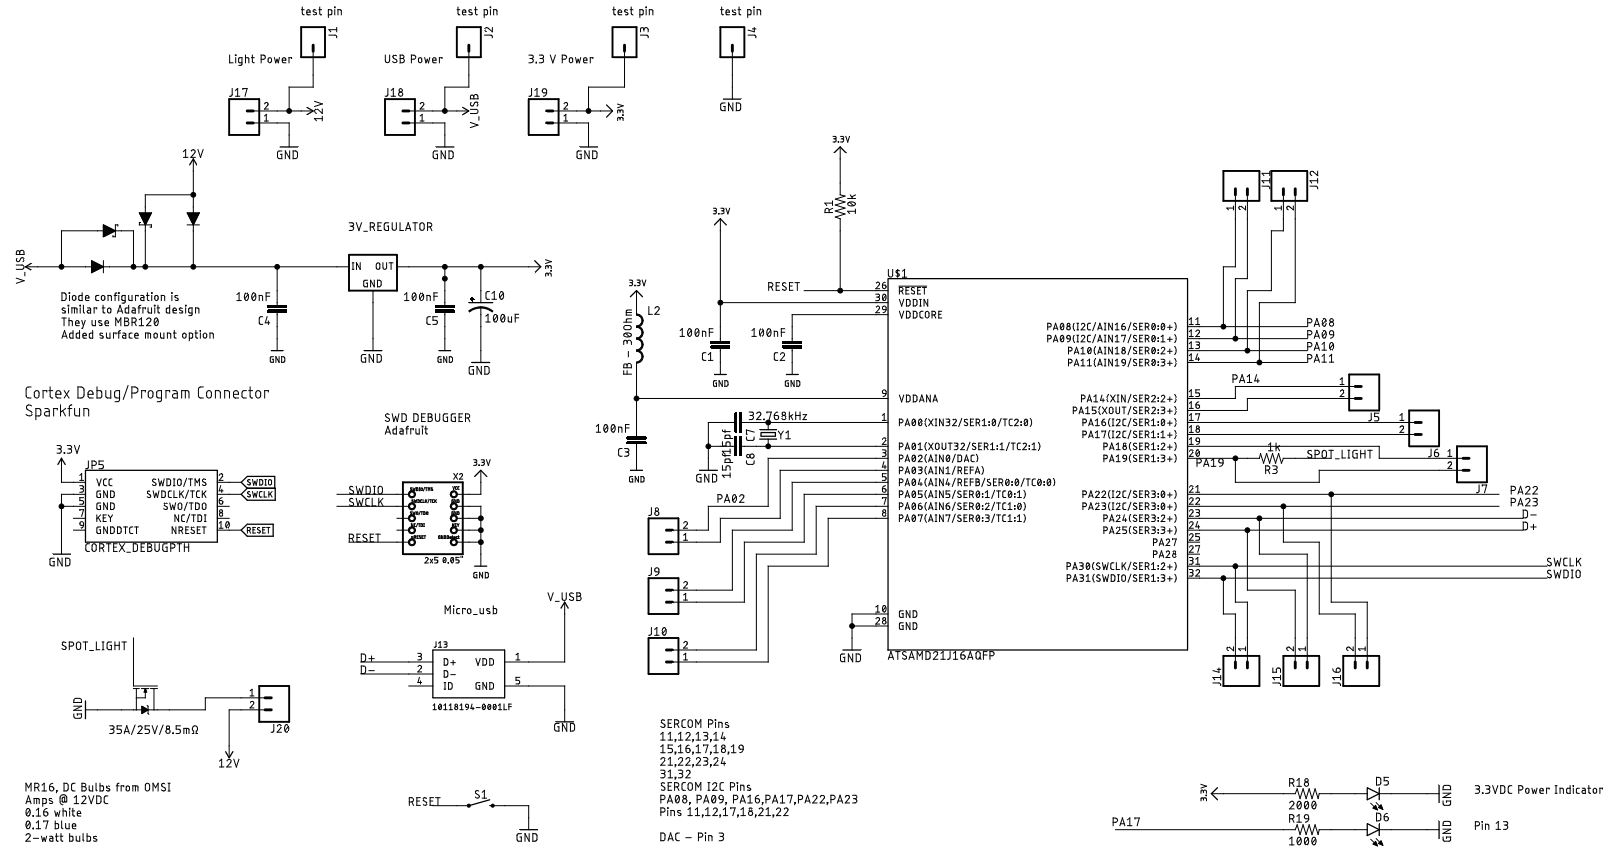 test pin
test pin
test pin
test pin
J1
J2
J3
J4
Light Power
USB Power
3.3 V Power
J17
2
1
12V
GND
J18
2
1
V_USB
GND
J19
2
1
3.3V
GND
GND
12V
V_USB
3V_REGULATOR
IN OUT
GND
3.3V
100nF
C4
GND
GND
100nF
C5
GND
C10
100uF
GND
Diode configuration is
similar to Adafruit design
They use MBR120
Added surface mount option
3.3V
R1
10k
3.3V
RESET
3.3V
L2
FB - 30Ohm
100nF
C1
GND
100nF
C2
GND
100nF
C3
GND
32.768kHz
15pf
C7
Y1
15pf
C8
GND
U$1
26 RESET
30 VDDIN
29 VDDCORE
9 VDDANA
1 PA00(XIN32/SER1:0/TC2:0)
2 PA01(XOUT32/SER1:1/TC2:1)
3 PA02(AIN0/DAC)
4 PA03(AIN1/REFA)
5 PA04(AIN4/REFB/SER0:0/TC0:0)
6 PA05(AIN5/SER0:1/TC0:1)
7 PA06(AIN6/SER0:2/TC1:0)
8 PA07(AIN7/SER0:3/TC1:1)
10 GND
28 GND
GND
ATSAMD21J16AQFP
PA08(I2C/AIN16/SER0:0+) 11 PA08
PA09(I2C/AIN17/SER0:1+) 12 PA09
PA10(AIN18/SER0:2+) 13 PA10
PA11(AIN19/SER0:3+) 14 PA11
PA14(XIN/SER2:2+) 15 PA14
PA15(XOUT/SER2:3+) 16
PA16(I2C/SER1:0+) 17
PA17(I2C/SER1:1+) 18
PA18(SER1:2+) 19
PA19(SER1:3+) 20 PA19
PA22(I2C/SER3:0+) 21 PA22
PA23(I2C/SER3:1+) 22 PA23
PA24(SER3:2+) 23 D-
PA25(SER3:3+) 24 D+
PA27 25
PA28 27
PA30(SWCLK/SER1:2+) 31 SWCLK
PA31(SWDIO/SER1:3+) 32 SWDIO
J11
1
2
J12
1
2
1
2
J5
1
2
J6
1k
R3
SPOT_LIGHT
1
2
J7
2
1
J14
2
1
J15
2
1
J16
PA02
J8
2
1
J9
2
1
J10
2
1
Cortex Debug/Program Connector
Sparkfun
3.3V
JP5
1 VCC SWDIO/TMS 2 SWDIO
3 GND SWDCLK/TCK 4 SWCLK
5 GND SWO/TDO 6
7 KEY NC/TDI 8
9 GNDDTCT NRESET 10 RESET
CORTEX_DEBUGPTH
GND
SWD DEBUGGER
Adafruit
X2
3.3V
SWDIO
SWCLK
RESET
SWDIO/TMS VCC
SWDCLK/TCK GND
SWO/TDO GND
NC/TDI KEY
nRESET GNDDetect
2x5 0.05"
GND
Micro_usb
V_USB
J13
D+ 3 D+ VDD 1
D- 2 D- GND 5
4 ID
10118194-0001LF
GND
SPOT_LIGHT
GND
35A/25V/8.5mΩ
1
2
J20
12V
MR16, DC Bulbs from OMSI
Amps @ 12VDC
0.16 white
0.17 blue
2-watt bulbs
RESET
S1
GND
SERCOM Pins
11,12,13,14
15,16,17,18,19
21,22,23,24
31,32
SERCOM I2C Pins
PA08, PA09, PA16,PA17,PA22,PA23
Pins 11,12,17,18,21,22
DAC - Pin 3
3.3V
R18
2000
D5
GND
3.3VDC Power Indicator
PA17
R19
1000
D6
GND
Pin 13